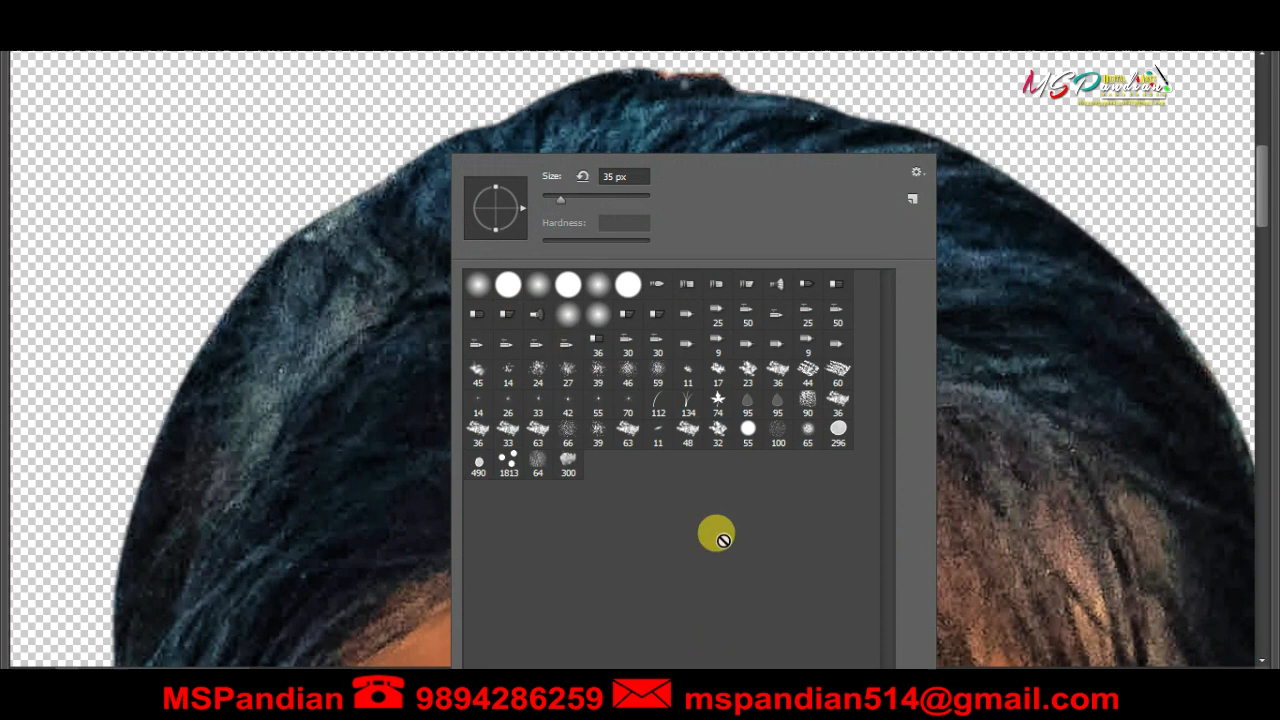 MSPandian
Size:
35 px
Hardness:
25 50 25 50
36 30 30 9 9
45 14 24 27 39 46 59 11 17 23 36 44 60
14 26 33 42 55 70 112 134 74 95 95 90 36
36 33 63 66 39 63 11 48 32 55 100 65 296
490 1813 64 300
MSPandian 9894286259 mspandian514@gmail.com